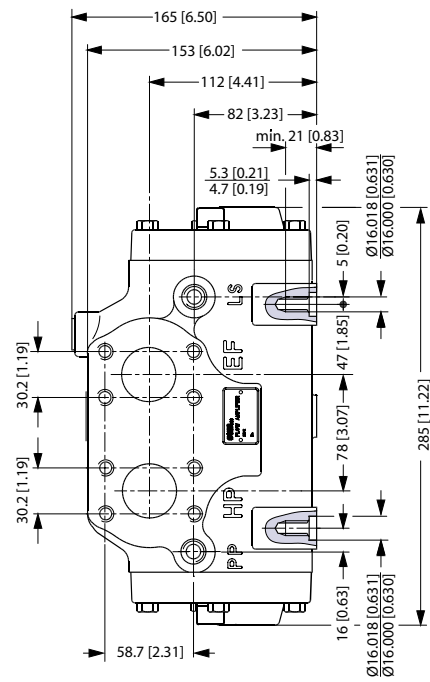 165 [6.50]
153 [6.02]
112 [4.41]
82 [3.23]
min. 21 [0.83]
5.3 [0.21]
4.7 [0.19]
Ø16.018 [0.631]
Ø16.000 [0.630]
5 [0.20]
LS
47 [1.85]
EF
30.2 [1.19]
FLOW AMPLIFIER
285 [11.22]
78 [3.07]
30.2 [1.19]
HP
PP
16 [0.63]
Ø16.018 [0.631]
Ø16.000 [0.630]
58.7 [2.31]